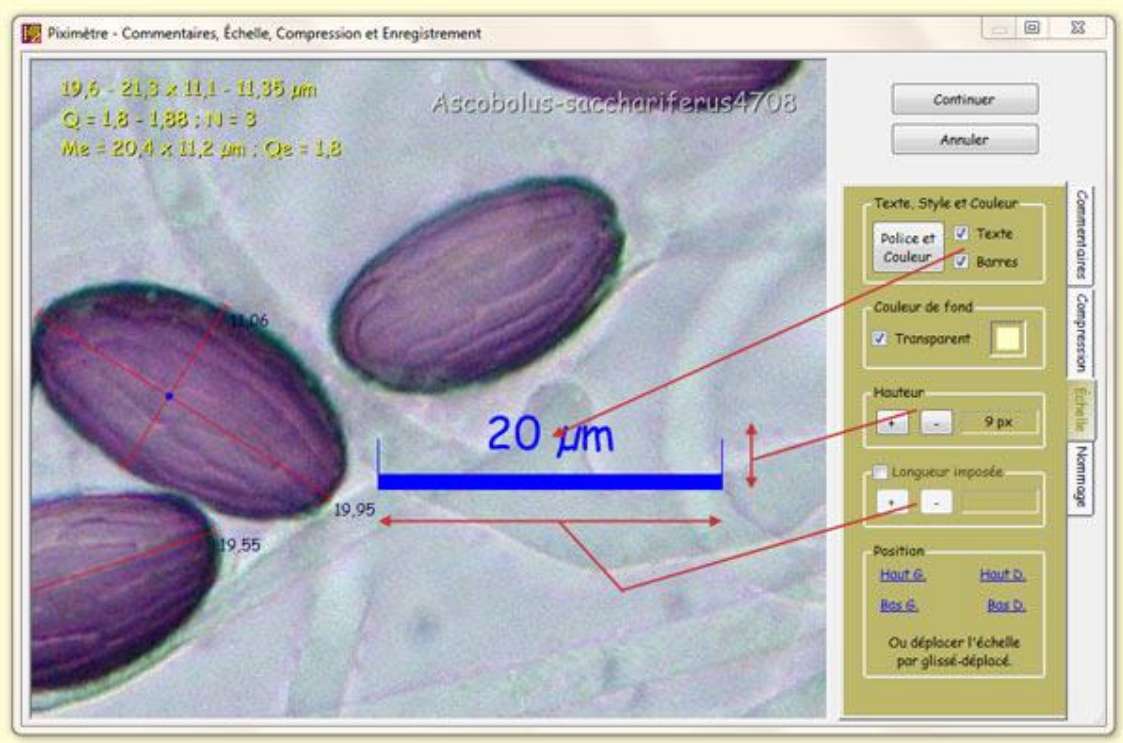 Piximètre - Commentaires, Échelle, Compression et Enregistrement
19,6 - 21,3 x 11,1 - 11,35 µm
Q = 1,8 - 1,88 ; N = 3
Me = 20,4 x 11,2 µm ; Qe = 1,8
Ascobolus-sacchariferus4708
11,06
19,95
19,55
20 µm
Continuer
Annuler
Texte, Style et Couleur
Police et
Couleur
Texte
Barres
Couleur de fond
Transparent
Hauteur
+ - 9 px
Longueur imposée
+ -
Position
Haut G. Haut D.
Bas G. Bas D.
Ou déplacer l'échelle
par glissé-déplacé.
Commentaires
Compression
Échelle
Nommage